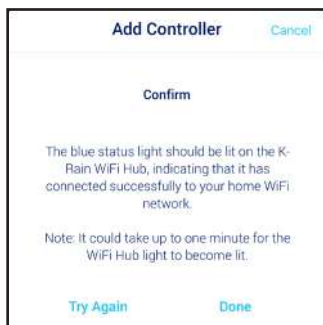 Add Controller Cancel
Confirm
The blue status light should be lit on the K-
Rain WiFi Hub, indicating that it has
connected successfully to your home WiFi
network.
Note: It could take up to one minute for the
WiFi Hub light to become lit.
Try Again Done